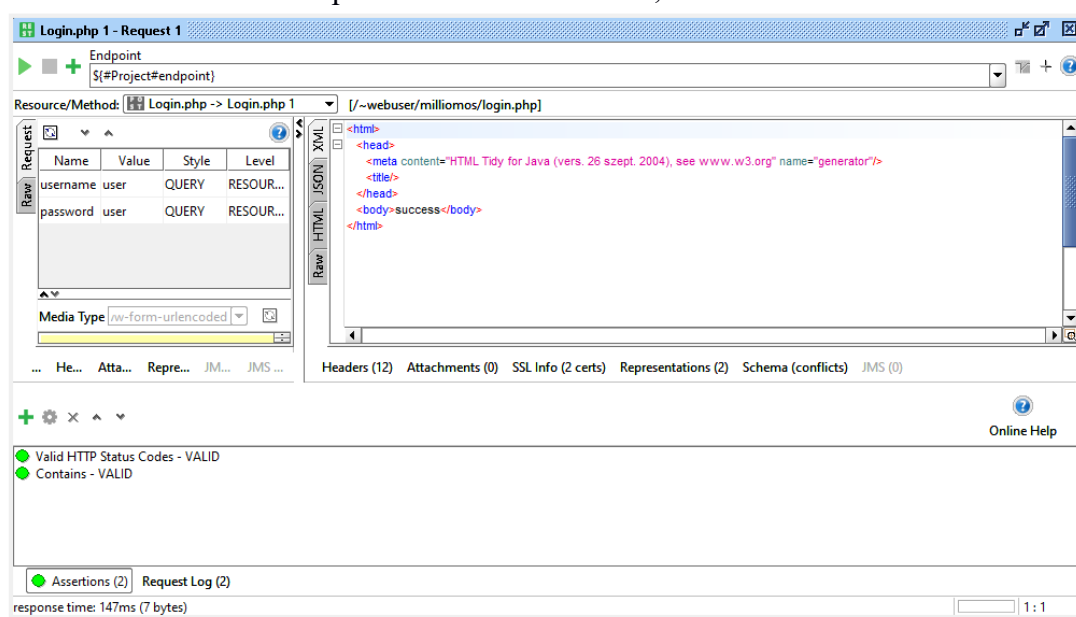 Login.php 1 - Request 1
Endpoint
${#Project#endpoint}
Resource/Method: Login.php -> Login.php 1 [/~webuser/milliomos/login.php]
Request
Raw
Name Value Style Level
username user QUERY RESOUR...
password user QUERY RESOUR...
Media Type w-form-urlencoded
... He... Atta... Repre... JM... JMS ...
XML
JSON
HTML
Raw
<html>
<head>
<meta content="HTML Tidy for Java (vers. 26 szept. 2004), see www.w3.org" name="generator"/>
<title/>
</head>
<body>success</body>
</html>
Headers (12) Attachments (0) SSL Info (2 certs) Representations (2) Schema (conflicts) JMS (0)
Online Help
Valid HTTP Status Codes - VALID
Contains - VALID
Assertions (2) Request Log (2)
response time: 147ms (7 bytes) 1 : 1